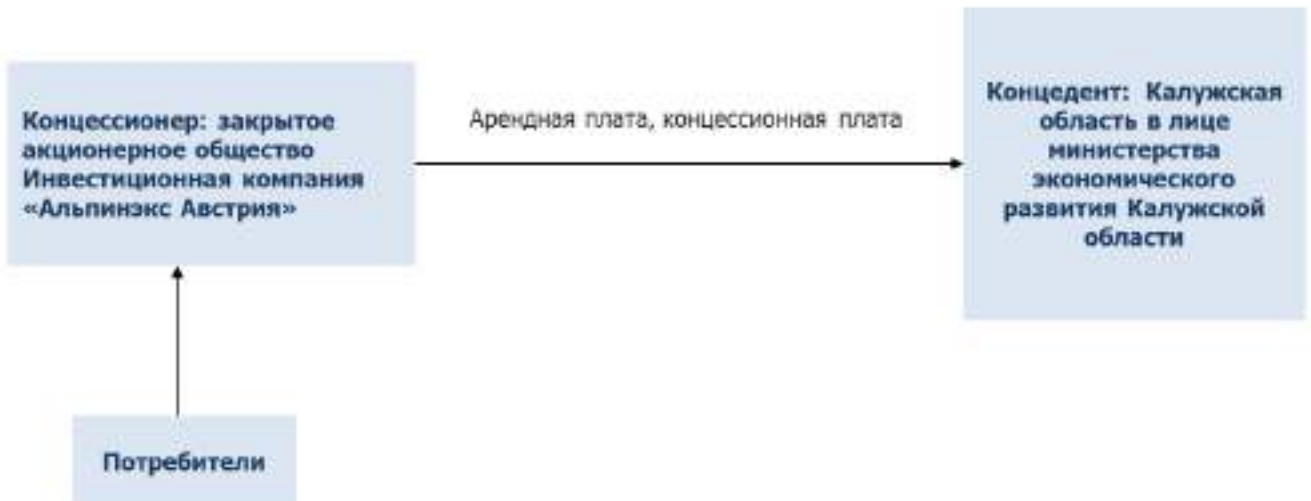 Концессионер: закрытое
акционерное общество
Инвестиционная компания
«Альпинэкс Австрия»
Арендная плата, концессионная плата
Концедент: Калужская
область в лице
министерства
экономического
развития Калужской
области
Потребители